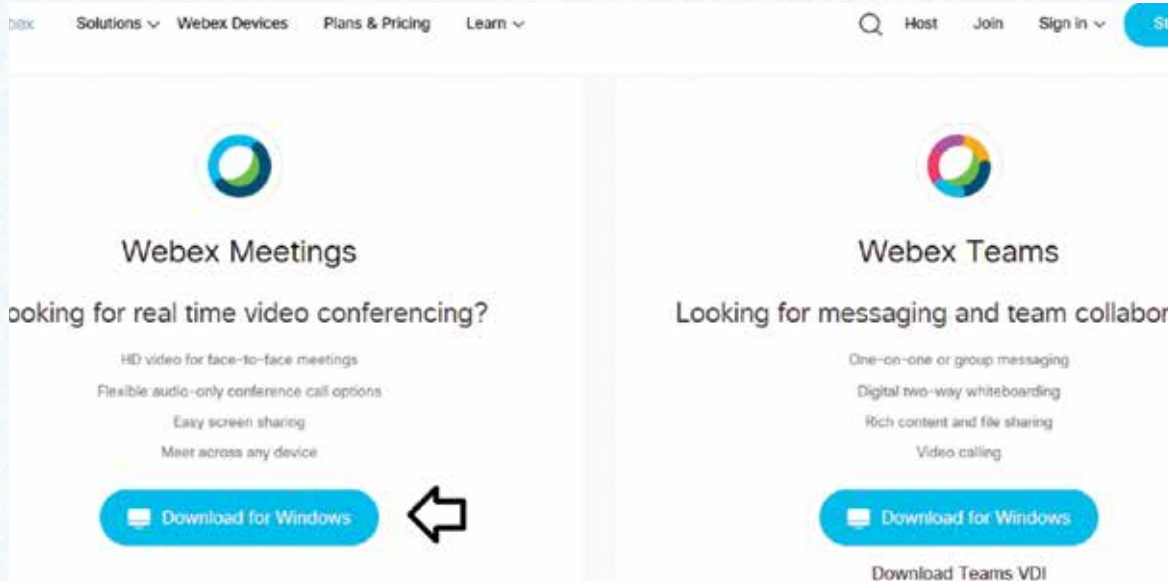 bex Solutions Webex Devices Plans & Pricing Learn Host Join Sign in
Webex Meetings
ooking for real time video conferencing?
HD video for face-to-face meetings
Flexible audio-only conference call options
Easy screen sharing
Meet across any device
Download for Windows
Webex Teams
Looking for messaging and team collabor
One-on-one or group messaging
Digital two-way whiteboarding
Rich content and file sharing
Video calling
Download for Windows
Download Teams VDI